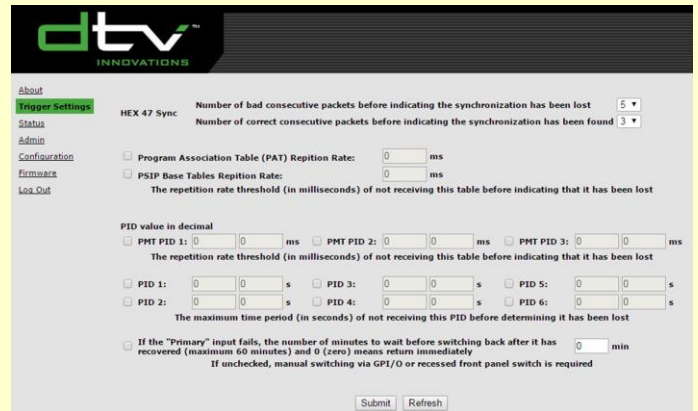 dtv™
INNOVATIONS
About
Trigger Settings
Status
Admin
Configuration
Firmware
Log Out
HEX 47 Sync
Number of bad consecutive packets before indicating the synchronization has been lost 5
Number of correct consecutive packets before indicating the synchronization has been found 3
Program Association Table (PAT) Repition Rate: 0 ms
PSIP Base Tables Repition Rate: 0 ms
The repetition rate threshold (in milliseconds) of not receiving this table before indicating that it has been lost
PID value in decimal
PMT PID 1: 0 0 ms PMT PID 2: 0 0 ms PMT PID 3: 0 0 ms
The repetition rate threshold (in milliseconds) of not receiving this table before indicating that it has been lost
PID 1: 0 0 s PID 3: 0 0 s PID 5: 0 0 s
PID 2: 0 0 s PID 4: 0 0 s PID 6: 0 0 s
The maximum time period (in seconds) of not receiving this PID before determining it has been lost
If the "Primary" input fails, the number of minutes to wait before switching back after it has
recovered (maximum 60 minutes) and 0 (zero) means return immediately 0 min
If unchecked, manual switching via GPI/O or recessed front panel switch is required
Submit Refresh